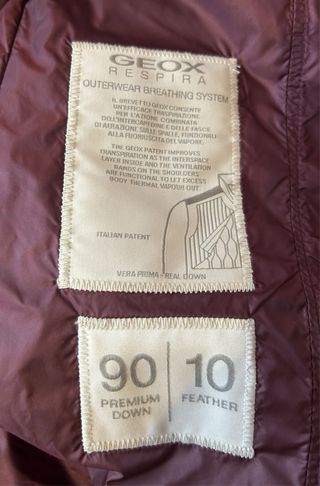 GEOX
RESPIRA
OUTERWEAR BREATHING SYSTEM
IL BREVETTO GEOX CONSENTE
UN'EFFICACE TRASPIRAZIONE
PER L'AZIONE COMBINATA
DELL'INTERCAPEDINE E DELLE FASCE
DI AERAZIONE SULLE SPALLE, FUNZIONALI
ALLA FUORIUSCITA DEL VAPORE.
THE GEOX PATENT IMPROVES
TRANSPIRATION AS THE INTERSPACE
LAYER INSIDE AND THE VENTILATION
BANDS ON THE SHOULDERS
ARE FUNCTIONAL TO LET EXCESS
BODY THERMAL VAPOUR OUT
ITALIAN PATENT
VERA PIUMA - REAL DOWN
90 | 10
PREMIUM DOWN FEATHER